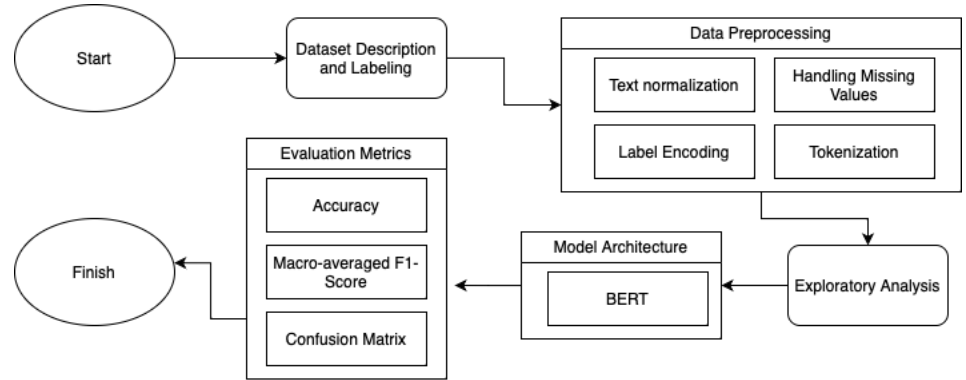 Start
Dataset Description
and Labeling
Data Preprocessing
Text normalization
Handling Missing
Values
Label Encoding
Tokenization
Exploratory Analysis
Model Architecture
BERT
Evaluation Metrics
Accuracy
Macro-averaged F1-
Score
Confusion Matrix
Finish